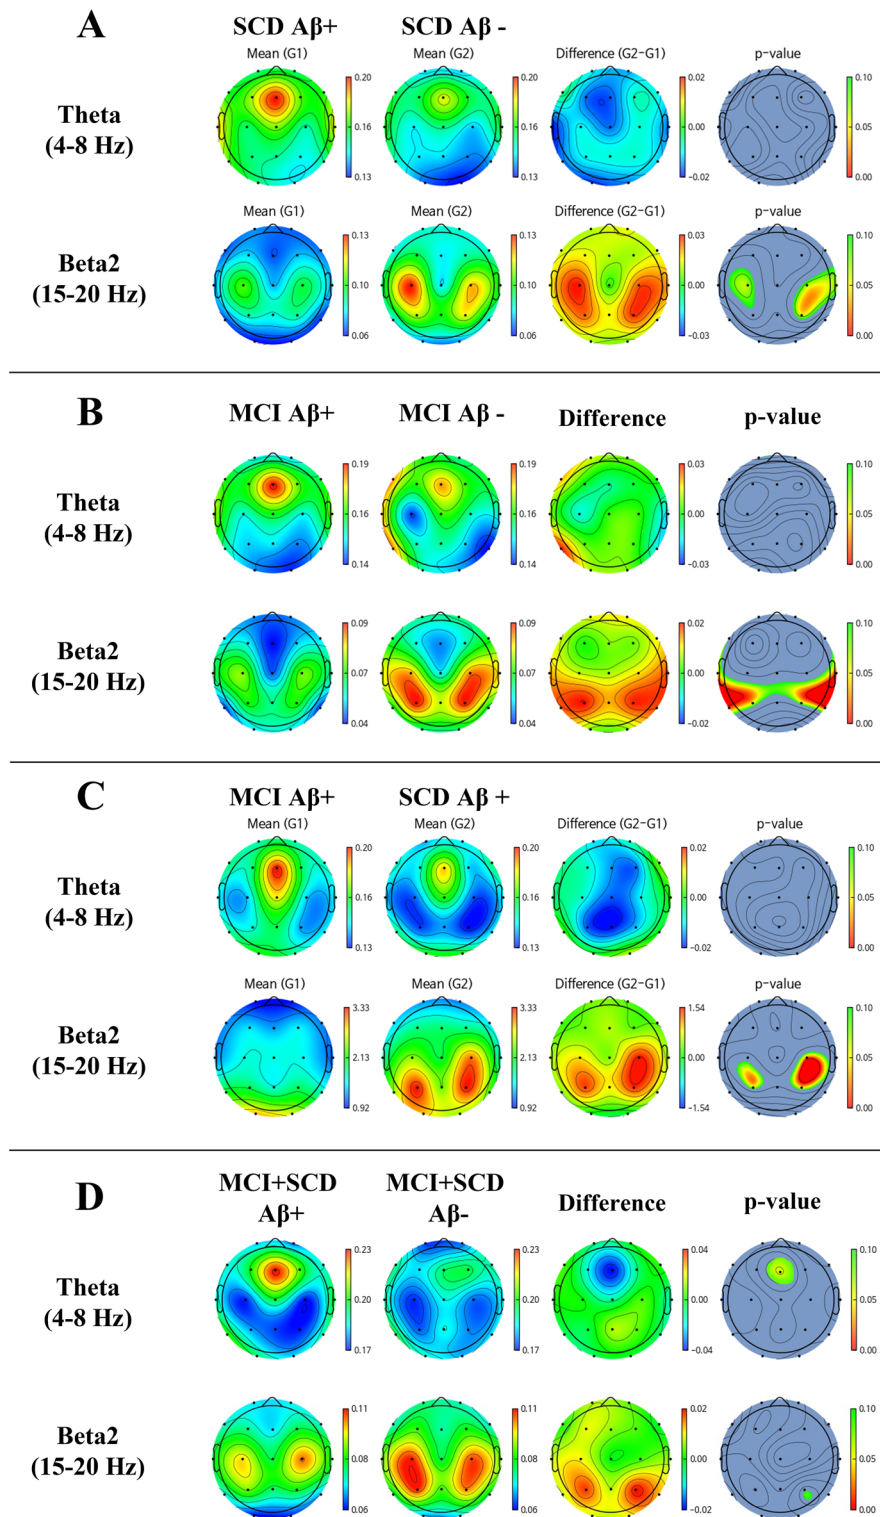 A
SCD Aβ+ SCD Aβ -
Mean (G1) Mean (G2) Difference (G2−G1) p-value
Theta
(4-8 Hz)
0.20 0.20 0.02 0.10
0.05
0.16 0.16 0.00
0.13 0.13 −0.02 0.00
Mean (G1) Mean (G2) Difference (G2−G1) p-value
Beta2
(15-20 Hz)
0.13 0.13 0.03 0.10
0.10 0.10 0.00 0.05
0.06 0.06 −0.03 0.00
B
MCI Aβ+ MCI Aβ - Difference p-value
Theta
(4-8 Hz)
0.19 0.19 0.03 0.10
0.16 0.16 0.00 0.05
0.14 0.14 −0.03 0.00
Beta2
(15-20 Hz)
0.09 0.09 0.02 0.10
0.07 0.07 0.00 0.05
0.04 0.04 −0.02 0.00
C
MCI Aβ+ SCD Aβ +
Mean (G1) Mean (G2) Difference (G2−G1) p-value
Theta
(4-8 Hz)
0.20 0.20 0.02 0.10
0.16 0.16 0.00 0.05
0.13 0.13 −0.02 0.00
Mean (G1) Mean (G2) Difference (G2−G1) p-value
Beta2
(15-20 Hz)
3.33 3.33 1.54 0.10
2.13 2.13 0.00 0.05
0.92 0.92 −1.54 0.00
D
MCI+SCD MCI+SCD
Aβ+ Aβ- Difference p-value
Theta
(4-8 Hz)
0.23 0.23 0.04 0.10
0.20 0.20 0.00 0.05
0.17 0.17 −0.04 0.00
Beta2
(15-20 Hz)
0.11 0.11 0.02 0.10
0.08 0.08 0.00 0.05
0.06 0.06 −0.02 0.00